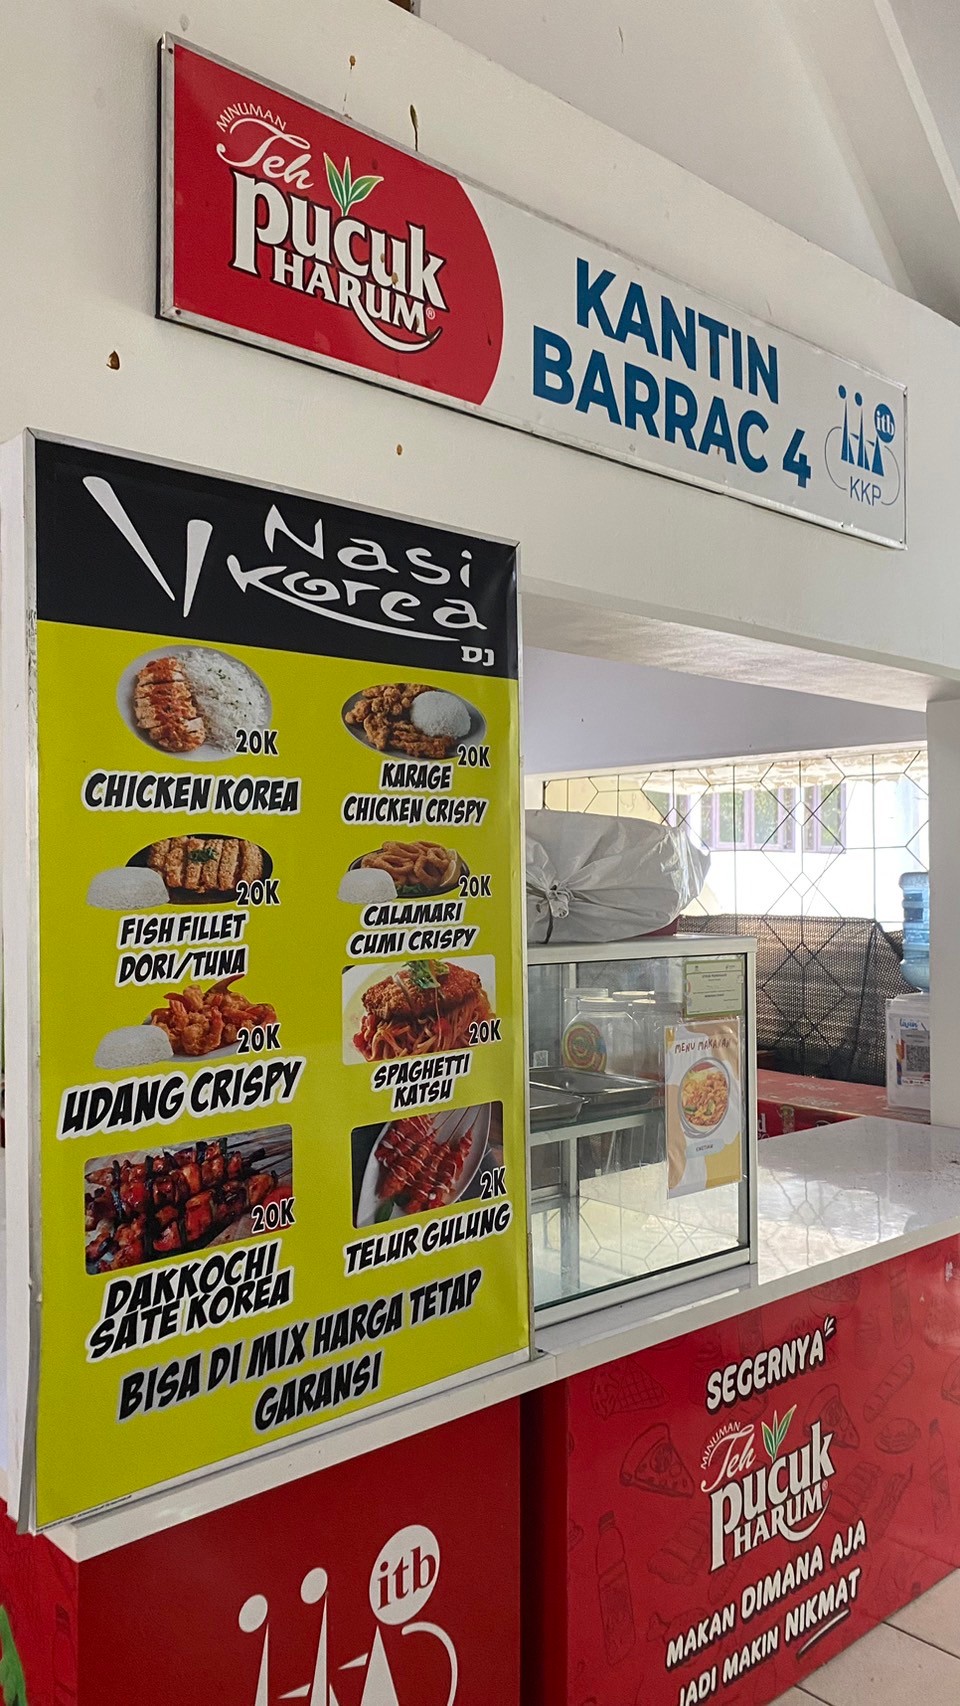 MINUMAN
Teh
pucuk
HARUM®
KANTIN
BARRAC 4
itb
KKP
Nasi
Korea
DJ
20K
CHICKEN KOREA
20K
KARAGE
CHICKEN CRISPY
20K
FISH FILLET
DORI/TUNA
20K
CALAMARI
CUMI CRISPY
20K
UDANG CRISPY
20K
SPAGHETTI
KATSU
20K
DAKKOCHI
SATE KOREA
2K
TELUR GULUNG
BISA DI MIX HARGA TETAP
GARANSI
MENU MAKANAN
itb
SEGERNYA
MINUMAN
Teh
pucuk
HARUM
MAKAN DIMANA AJA
JADI MAKIN NIKMAT